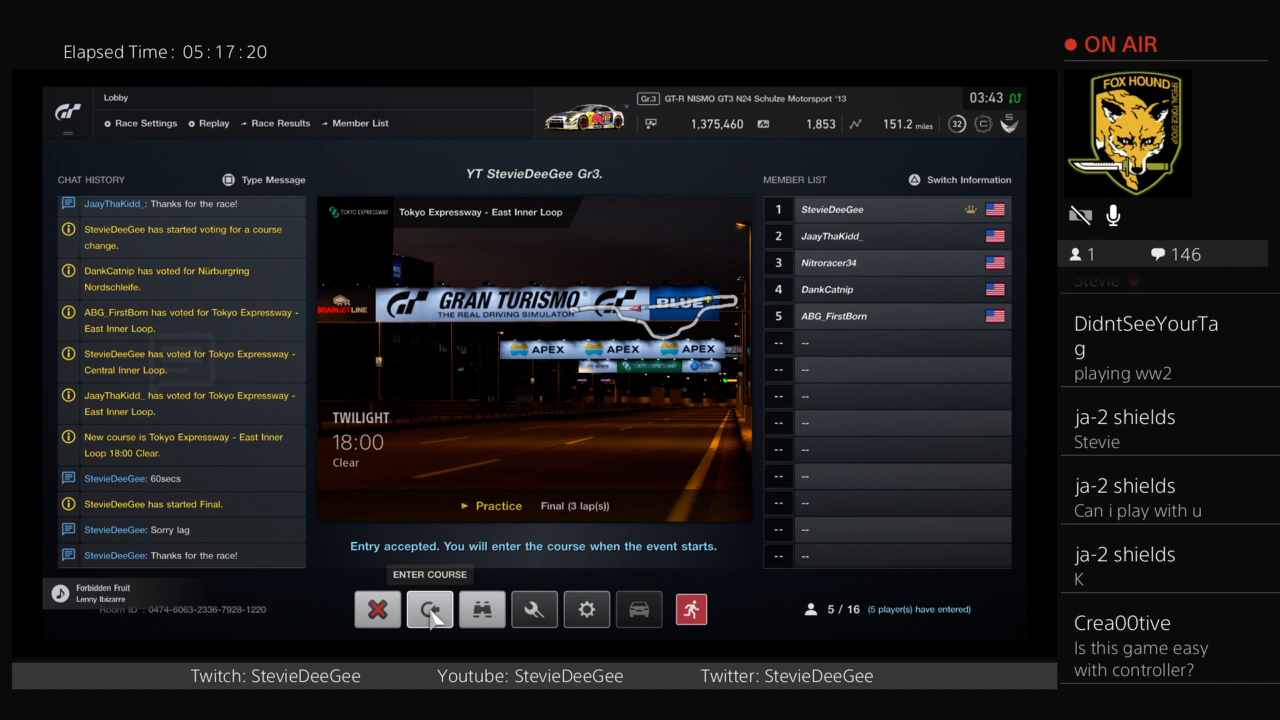 Elapsed Time: 05:17:20
ON AIR
FOX HOUND
SPECIAL FORCE GROUP
Lobby
Race Settings
Replay
Race Results
Member List
Gr.3
GT-R NISMO GT3 N24 Schulze Motorsport '13
03:43
1,375,460
1,853
151.2 miles
32
C
S
CHAT HISTORY
Type Message
JaayThaKidd_: Thanks for the race!
StevieDeeGee has started voting for a course
change.
DankCatnip has voted for Nürburgring
Nordschleife.
ABG_FirstBorn has voted for Tokyo Expressway -
East Inner Loop.
StevieDeeGee has voted for Tokyo Expressway -
Central Inner Loop.
JaayThaKidd_ has voted for Tokyo Expressway -
East Inner Loop.
New course is Tokyo Expressway - East Inner
Loop 18:00 Clear.
StevieDeeGee: 60secs
StevieDeeGee has started Final.
StevieDeeGee: Sorry lag
StevieDeeGee: Thanks for the race!
YT StevieDeeGee Gr3.
TOKYO EXPRESSWAY
Tokyo Expressway - East Inner Loop
SCARLET LINE
GRAN TURISMO
THE REAL DRIVING SIMULATOR
BLUE
APEX
APEX
APEX
TWILIGHT
18:00
Clear
Practice
Final (3 lap(s))
Entry accepted. You will enter the course when the event starts.
ENTER COURSE
MEMBER LIST
Switch Information
1 StevieDeeGee
2 JaayThaKidd_
3 Nitroracer34
4 DankCatnip
5 ABG_FirstBorn
-- --
-- --
-- --
-- --
-- --
-- --
-- --
-- --
-- --
Forbidden Fruit
Lenny Ibizarre
Room ID : 0474-6063-2336-7928-1220
5 / 16
(5 player(s) have entered)
1
146
Stevie
DidntSeeYourTa
g
playing ww2
ja-2 shields
Stevie
ja-2 shields
Can i play with u
ja-2 shields
K
Crea00tive
Is this game easy
with controller?
Twitch: StevieDeeGee
Youtube: StevieDeeGee
Twitter: StevieDeeGee